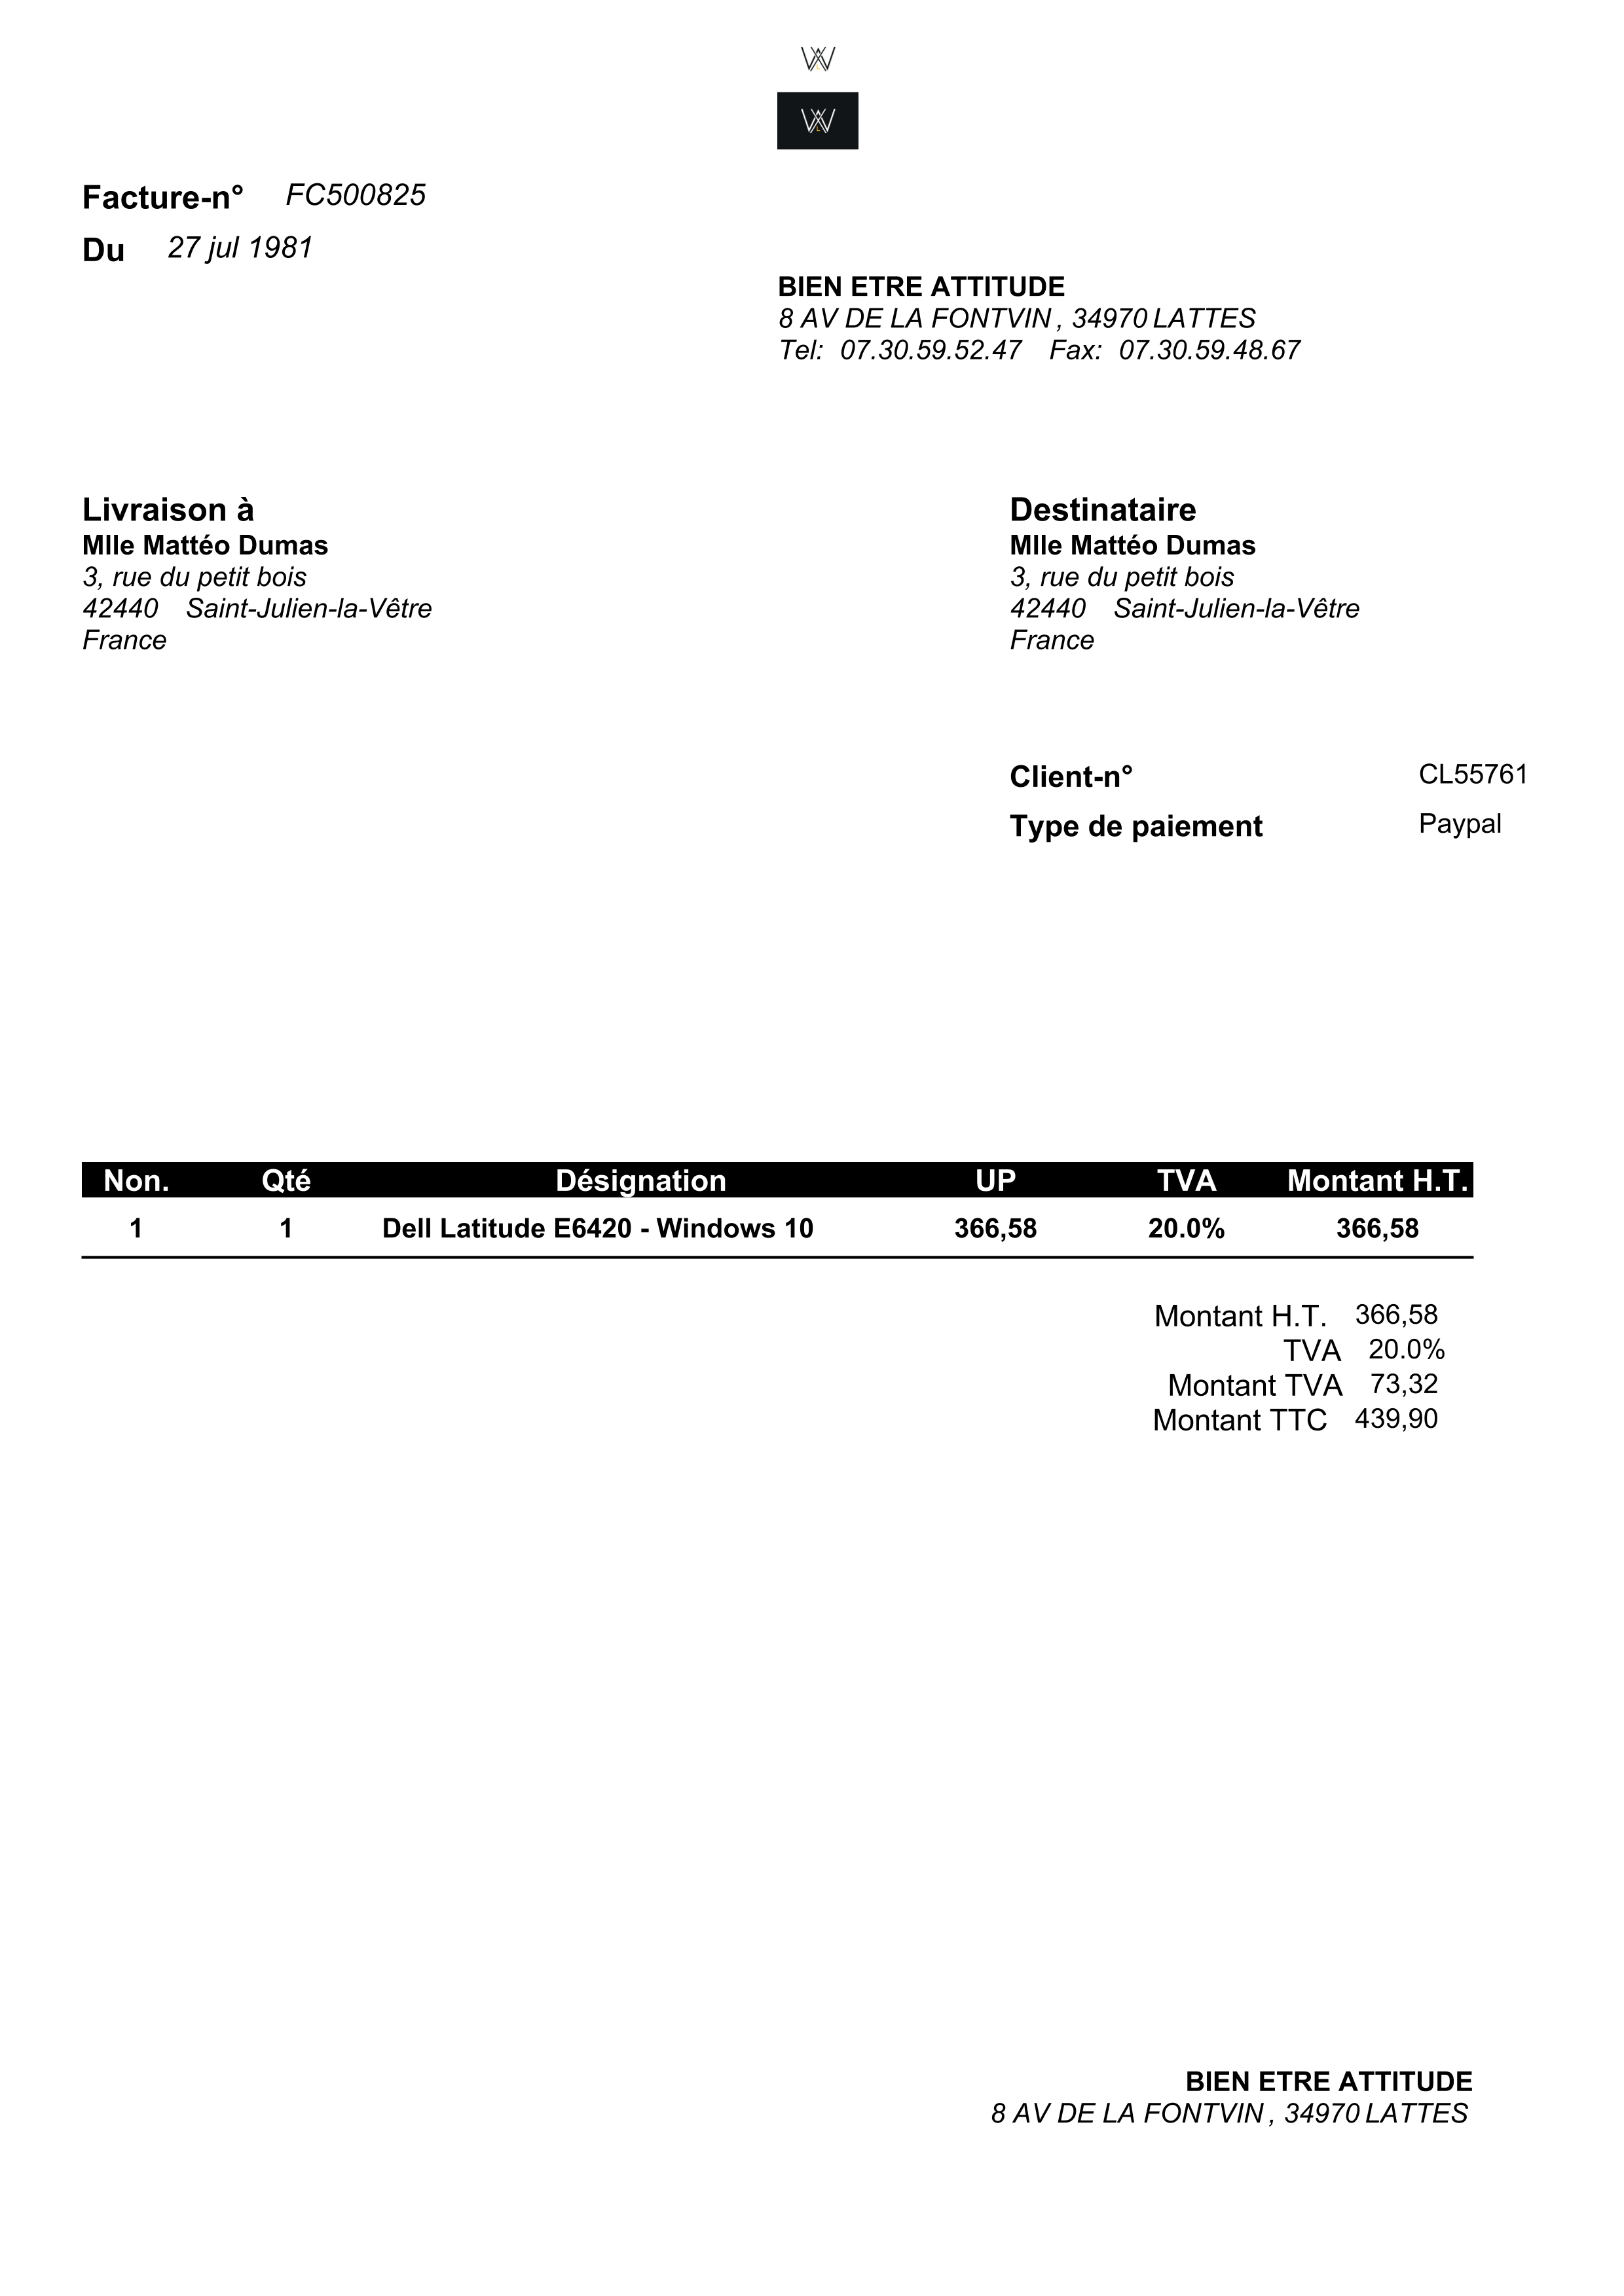 Facture-n° FC500825
Du 27 jul 1981
BIEN ETRE ATTITUDE
8 AV DE LA FONTVIN , 34970 LATTES
Tel: 07.30.59.52.47 Fax: 07.30.59.48.67
Livraison à
Mlle Mattéo Dumas
3, rue du petit bois
42440 Saint-Julien-la-Vêtre
France
Destinataire
Mlle Mattéo Dumas
3, rue du petit bois
42440 Saint-Julien-la-Vêtre
France
Client-n° CL55761
Type de paiement Paypal
Non. Qté Désignation UP TVA Montant H.T.
1 1 Dell Latitude E6420 - Windows 10 366,58 20.0% 366,58
Montant H.T. 366,58
TVA 20.0%
Montant TVA 73,32
Montant TTC 439,90
BIEN ETRE ATTITUDE
8 AV DE LA FONTVIN , 34970 LATTES